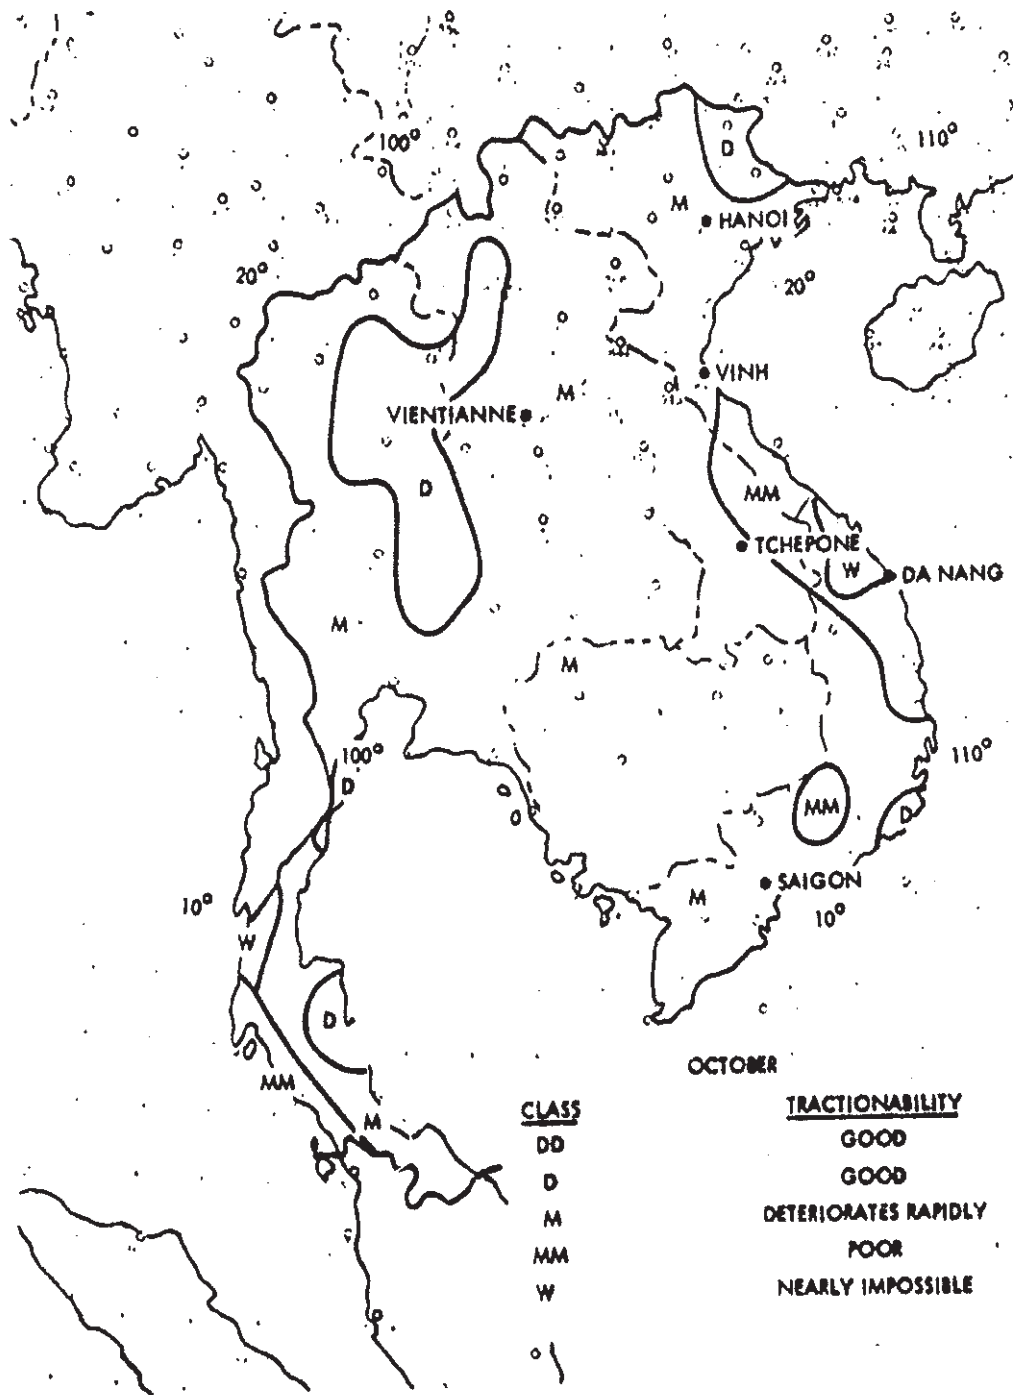 100°
110°
D
M
HANOI
20°
20°
VINH
M
VIENTIANNE
D
MM
TCHEPONE
W
DA NANG
M
M
100°
110°
D
MM
D
SAIGON
M
10°
10°
W
D
MM
M
OCTOBER
CLASS TRACTIONABILITY
DD GOOD
D GOOD
M DETERIORATES RAPIDLY
MM POOR
W NEARLY IMPOSSIBLE